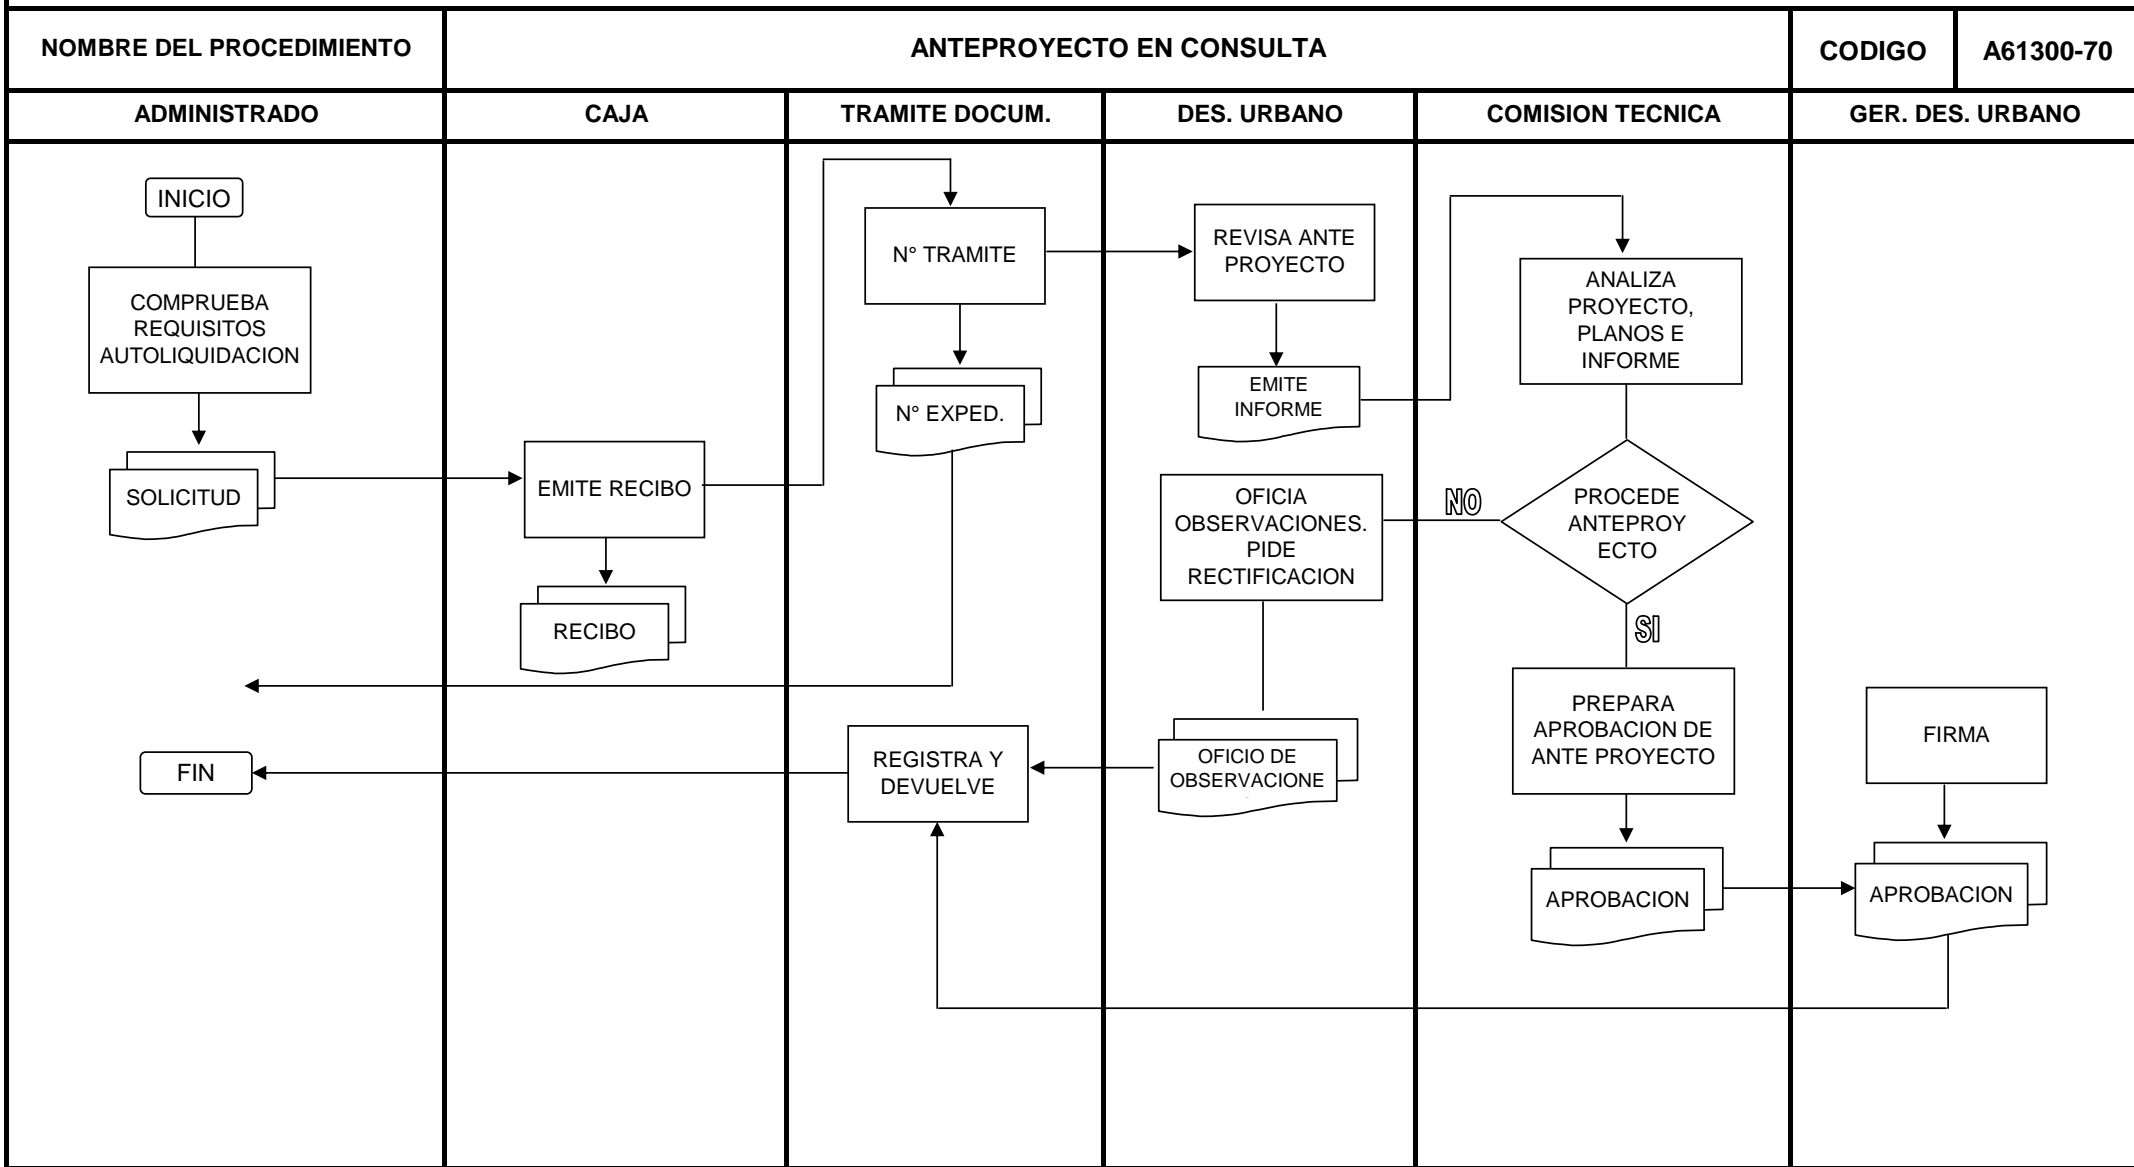 NOMBRE DEL PROCEDIMIENTO
ANTEPROYECTO EN CONSULTA
CODIGO
A61300-70
ADMINISTRADO
CAJA
TRAMITE DOCUM.
DES. URBANO
COMISION TECNICA
GER. DES. URBANO
INICIO
COMPRUEBA
REQUISITOS
AUTOLIQUIDACION
SOLICITUD
EMITE RECIBO
RECIBO
N° TRAMITE
N° EXPED.
REVISA ANTE
PROYECTO
EMITE
INFORME
ANALIZA
PROYECTO,
PLANOS E
INFORME
PROCEDE
ANTEPROY
ECTO
NO
SI
OFICIA
OBSERVACIONES.
PIDE
RECTIFICACION
OFICIO DE
OBSERVACIONE
PREPARA
APROBACION DE
ANTE PROYECTO
APROBACION
FIRMA
APROBACION
REGISTRA Y
DEVUELVE
FIN